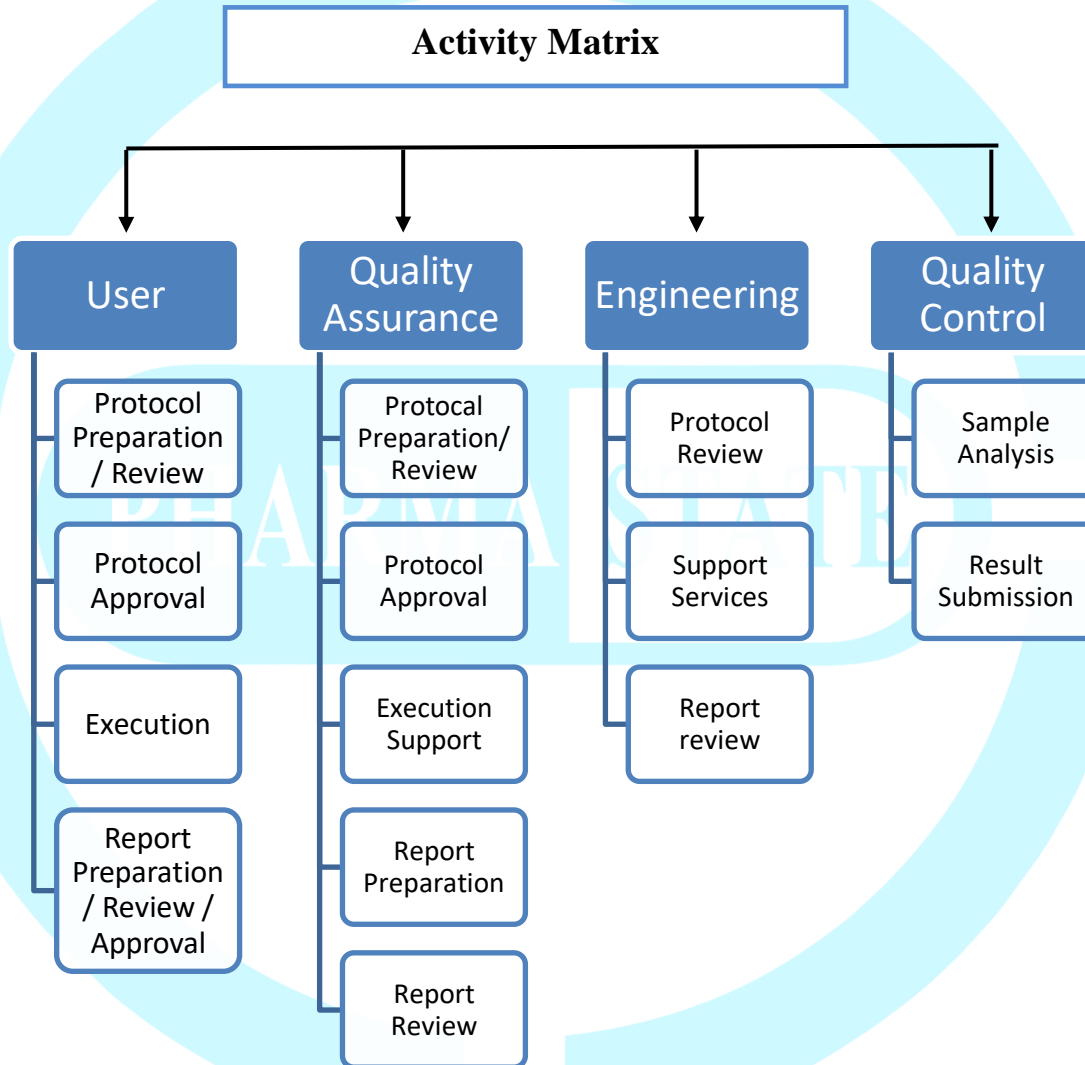 Activity Matrix
User
Quality
Assurance
Engineering
Quality
Control
Protocol
Preparation
/ Review
Protocol
Approval
Execution
Report
Preparation
/ Review /
Approval
Protocal
Preparation/
Review
Protocol
Approval
Execution
Support
Report
Preparation
Report
Review
Protocol
Review
Support
Services
Report
review
Sample
Analysis
Result
Submission
PHARMA STATE